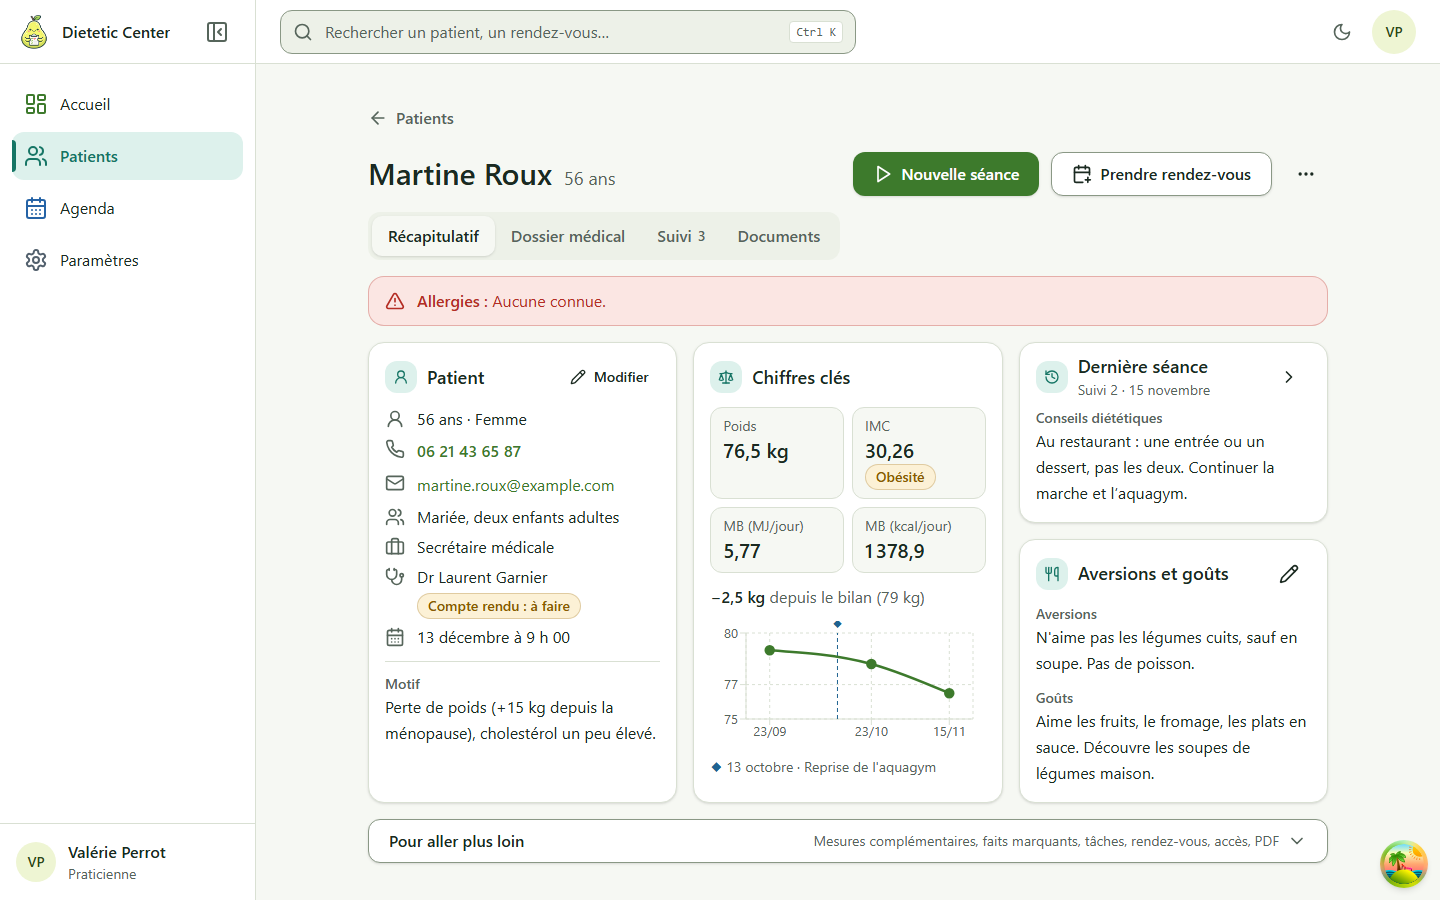 Dietetic Center
Rechercher un patient, un rendez-vous...
Ctrl K
VP
Accueil
Patients
Agenda
Paramètres
Valérie Perrot
Praticienne
VP
Patients
Martine Roux 56 ans
Nouvelle séance
Prendre rendez-vous
Récapitulatif
Dossier médical
Suivi 3
Documents
Allergies : Aucune connue.
Patient
Modifier
56 ans · Femme
06 21 43 65 87
martine.roux@example.com
Mariée, deux enfants adultes
Secrétaire médicale
Dr Laurent Garnier
Compte rendu : à faire
13 décembre à 9 h 00
Motif
Perte de poids (+15 kg depuis la
ménopause), cholestérol un peu élevé.
Chiffres clés
Poids
76,5 kg
IMC
30,26
Obésité
MB (MJ/jour)
5,77
MB (kcal/jour)
1378,9
−2,5 kg depuis le bilan (79 kg)
80
77
75
23/09
23/10
15/11
13 octobre · Reprise de l'aquagym
Dernière séance
Suivi 2 · 15 novembre
Conseils diététiques
Au restaurant : une entrée ou un
dessert, pas les deux. Continuer la
marche et l’aquagym.
Aversions et goûts
Aversions
N'aime pas les légumes cuits, sauf en
soupe. Pas de poisson.
Goûts
Aime les fruits, le fromage, les plats en
sauce. Découvre les soupes de
légumes maison.
Pour aller plus loin
Mesures complémentaires, faits marquants, tâches, rendez-vous, accès, PDF